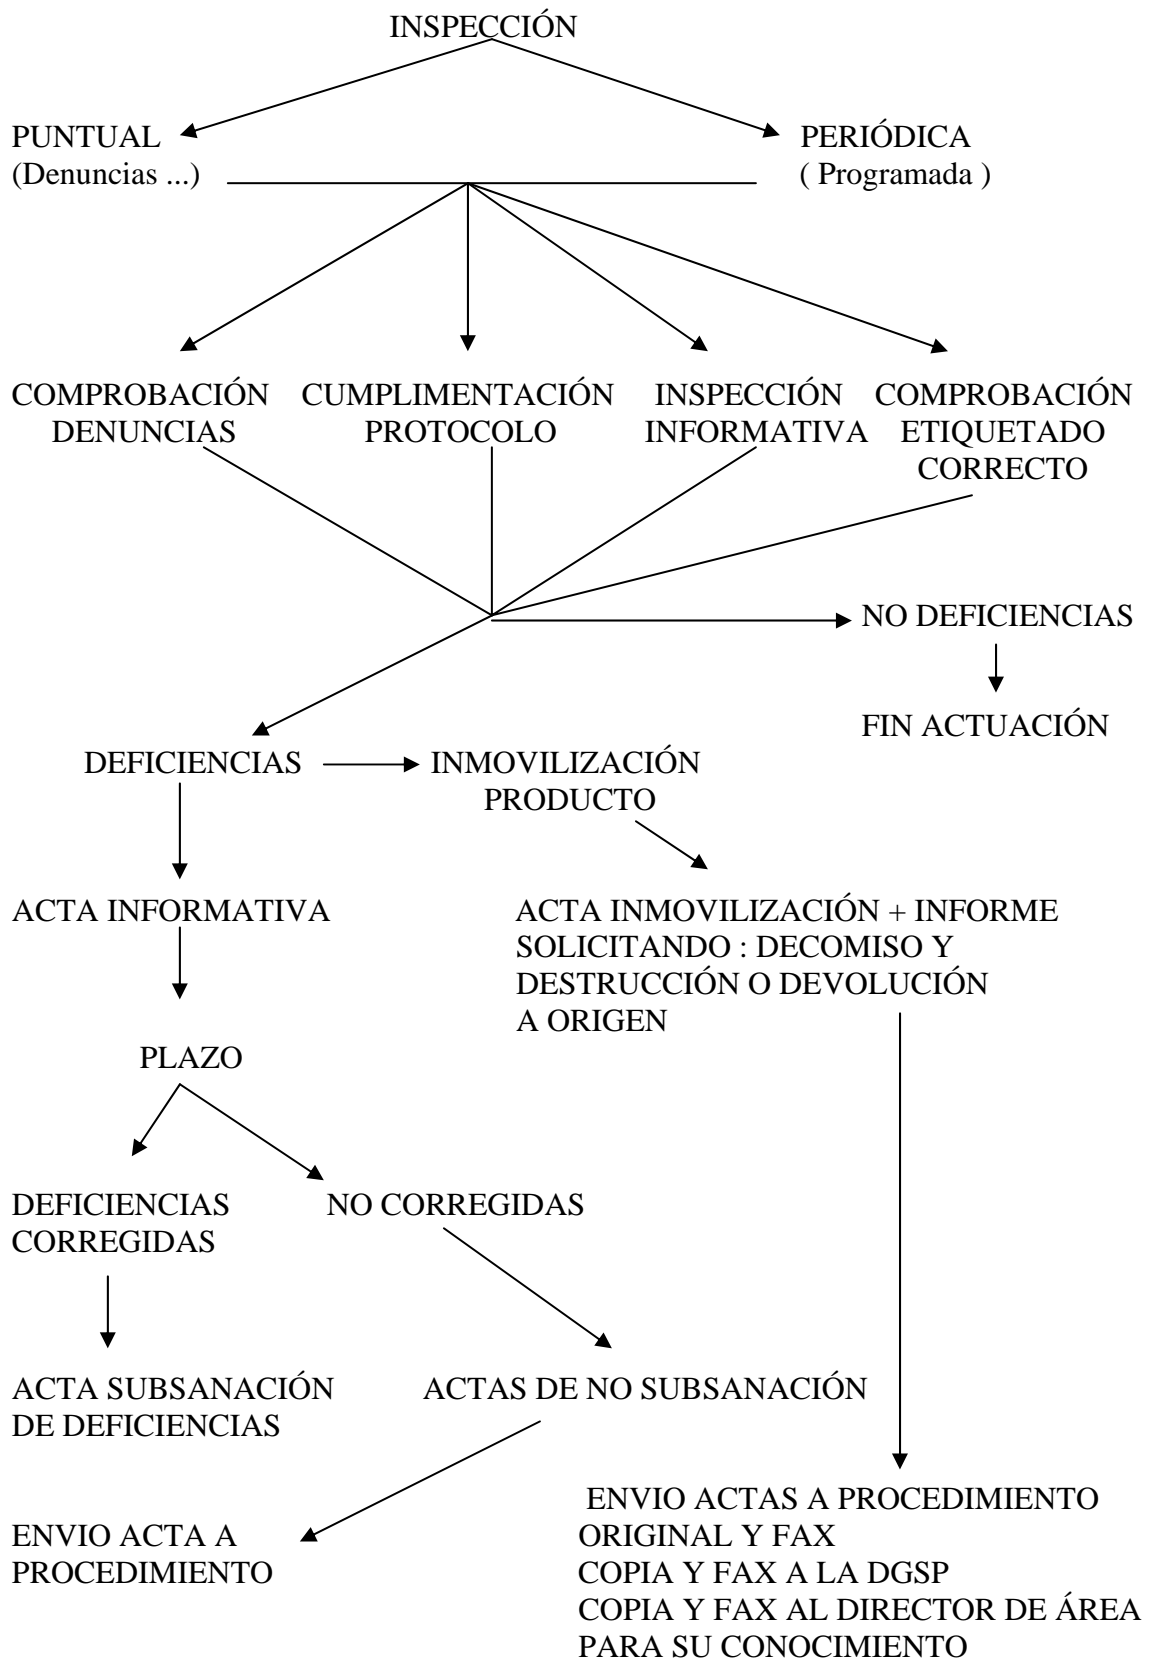 INSPECCIÓN
PUNTUAL
(Denuncias ...)
PERIÓDICA
( Programada )
COMPROBACIÓN
DENUNCIAS
CUMPLIMENTACIÓN
PROTOCOLO
INSPECCIÓN
INFORMATIVA
COMPROBACIÓN
ETIQUETADO
CORRECTO
NO DEFICIENCIAS
FIN ACTUACIÓN
DEFICIENCIAS
INMOVILIZACIÓN
PRODUCTO
ACTA INFORMATIVA
ACTA INMOVILIZACIÓN + INFORME
SOLICITANDO : DECOMISO Y
DESTRUCCIÓN O DEVOLUCIÓN
A ORIGEN
PLAZO
DEFICIENCIAS
CORREGIDAS
NO CORREGIDAS
ACTA SUBSANACIÓN
DE DEFICIENCIAS
ACTAS DE NO SUBSANACIÓN
ENVIO ACTA A
PROCEDIMIENTO
ENVIO ACTAS A PROCEDIMIENTO
ORIGINAL Y FAX
COPIA Y FAX A LA DGSP
COPIA Y FAX AL DIRECTOR DE ÁREA
PARA SU CONOCIMIENTO